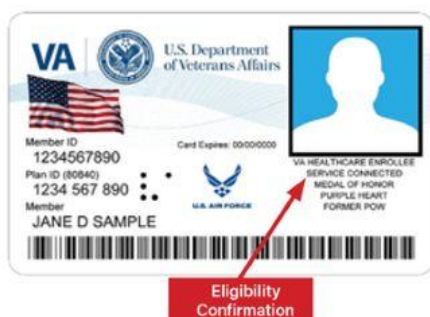 VA
U.S. Department
of Veterans Affairs
Member ID
1234567890
Card Expires: 00/00/0000
Plan ID (80840)
1234 567 890
Member
JANE D SAMPLE
U.S. AIR FORCE
VA HEALTHCARE ENROLLEE
SERVICE CONNECTED
MEDAL OF HONOR
PURPLE HEART
FORMER POW
Eligibility
Confirmation